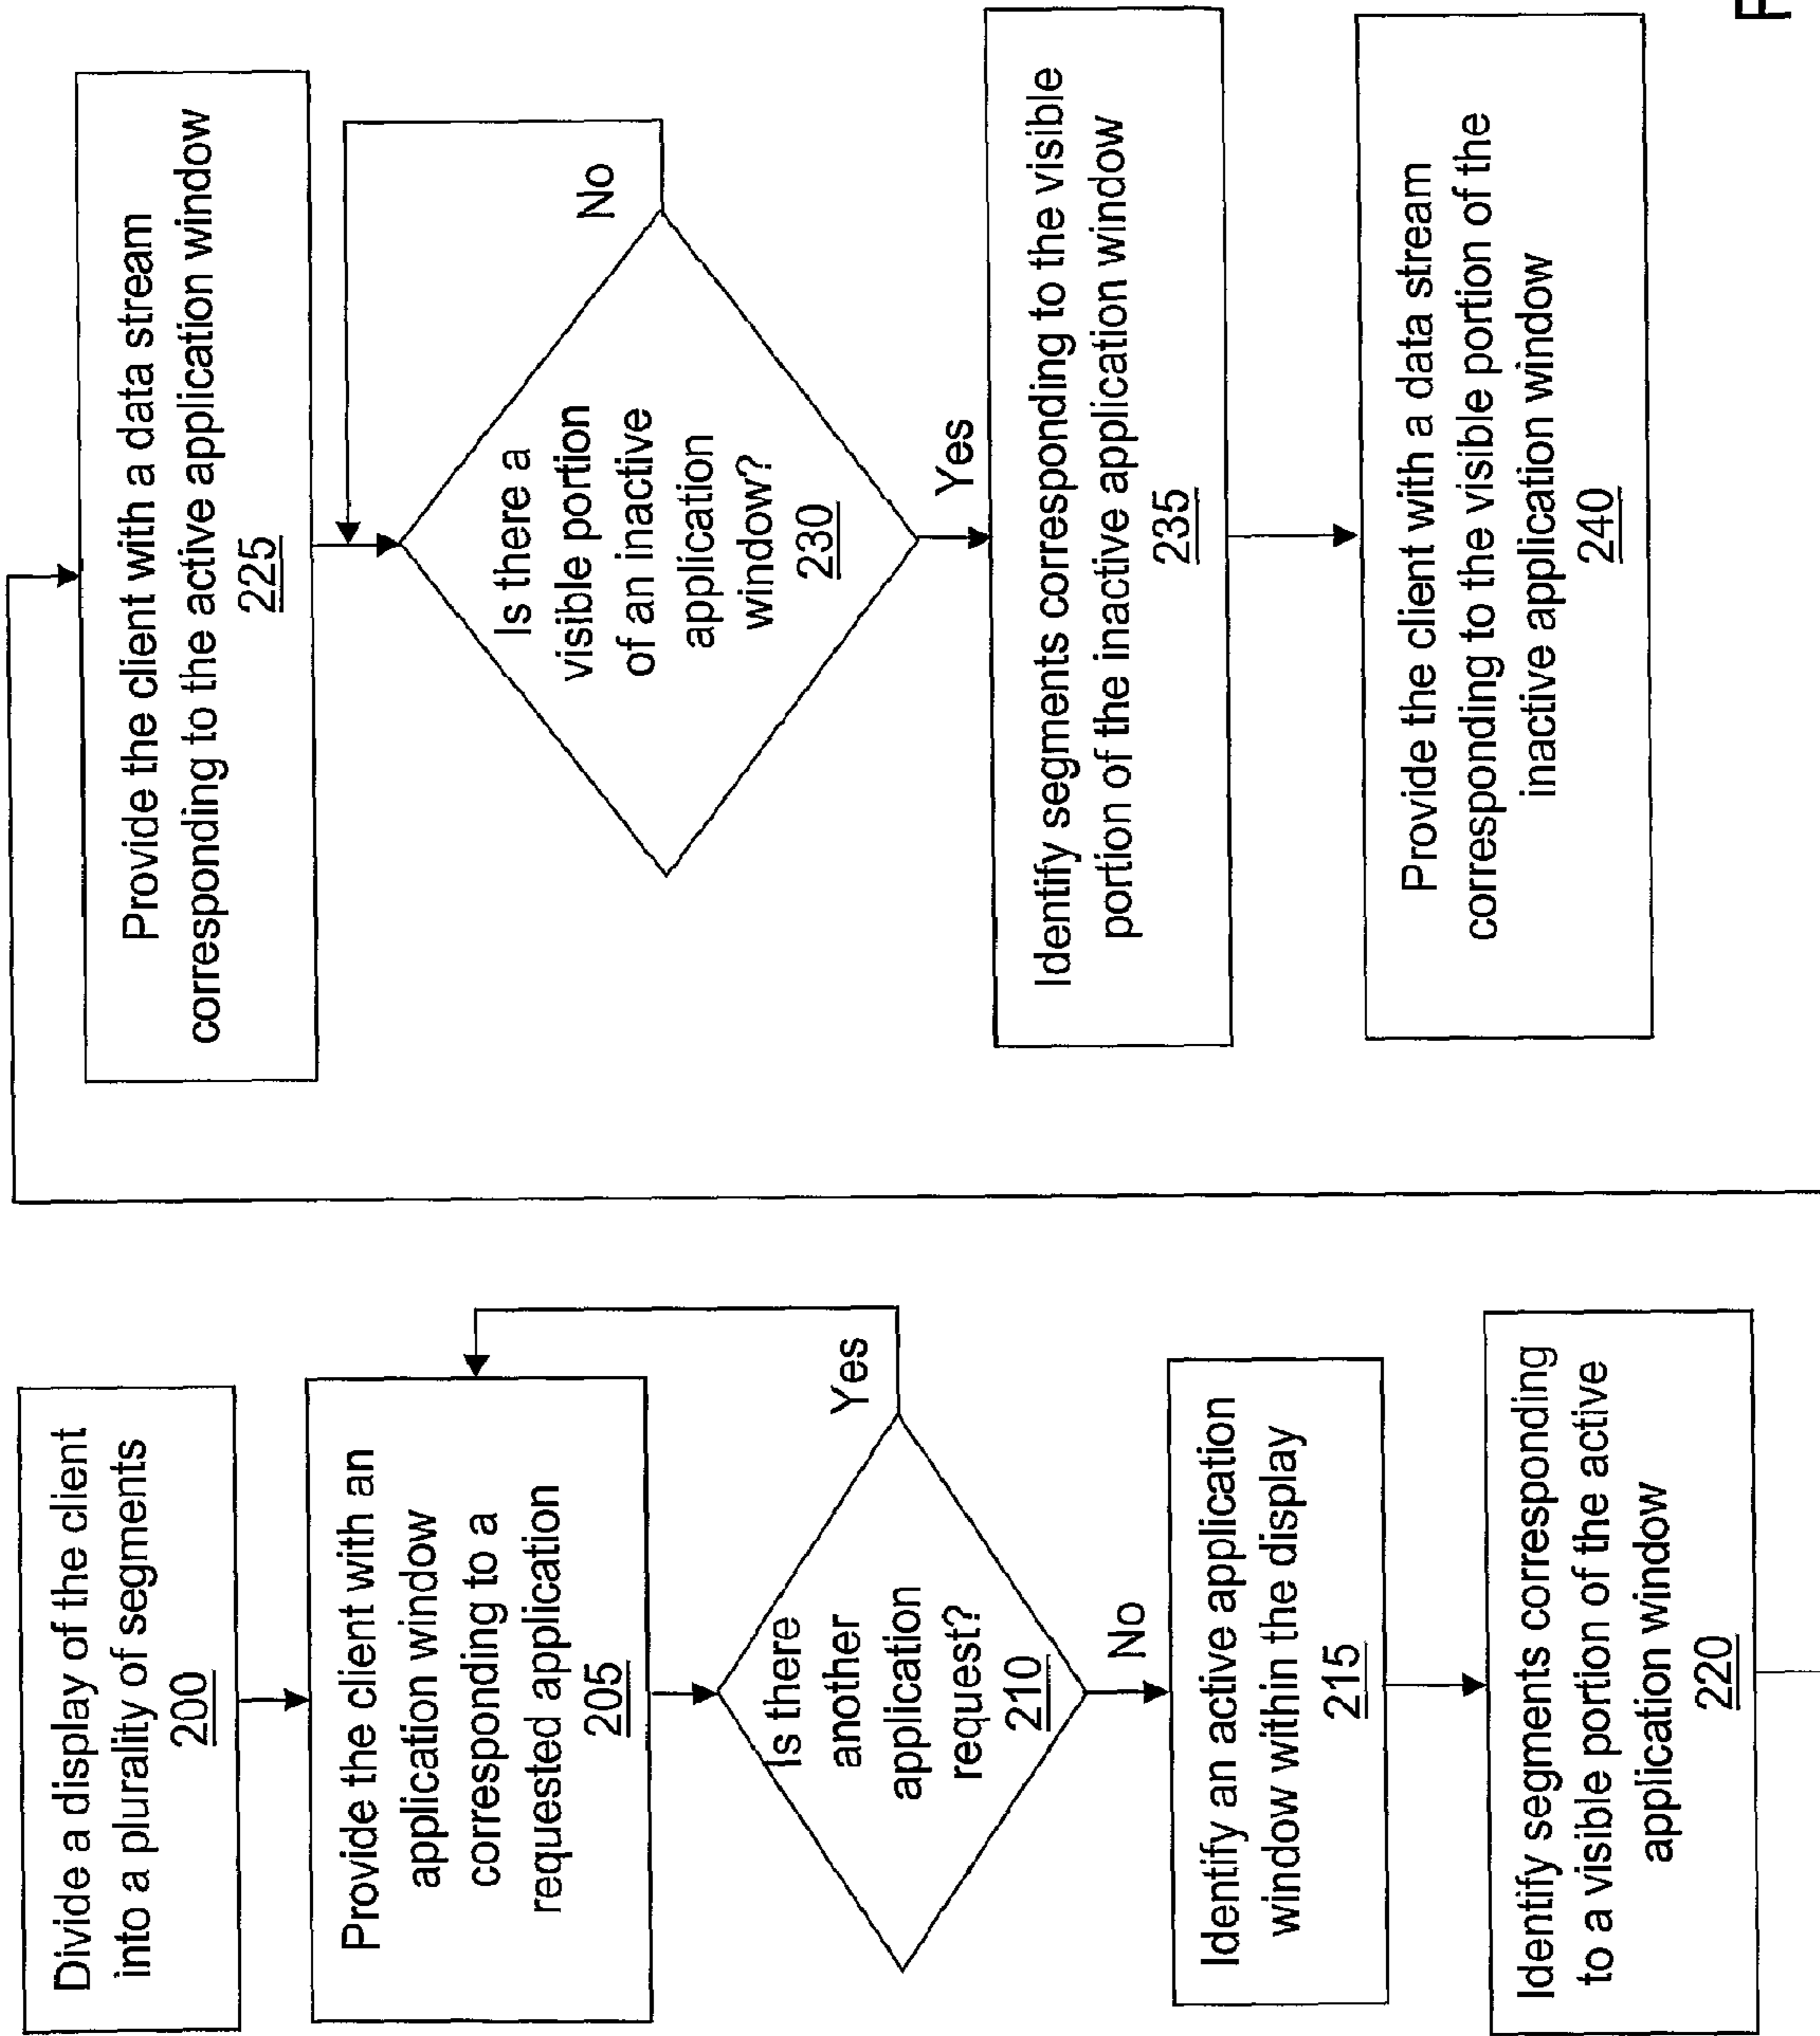 Divide a display of the client
into a plurality of segments
200
Provide the client with an
application window
corresponding to a
requested application
205
Is there
another
application
request?
210
Yes
No
Identify an active application
window within the display
215
Identify segments corresponding
to a visible portion of the active
application window
220
Provide the client with a data stream
corresponding to the active application window
225
Is there a
visible portion
of an inactive
application
window?
230
No
Yes
Identify segments corresponding to the visible
portion of the inactive application window
235
Provide the client with a data stream
corresponding to the visible portion of the
inactive application window
240